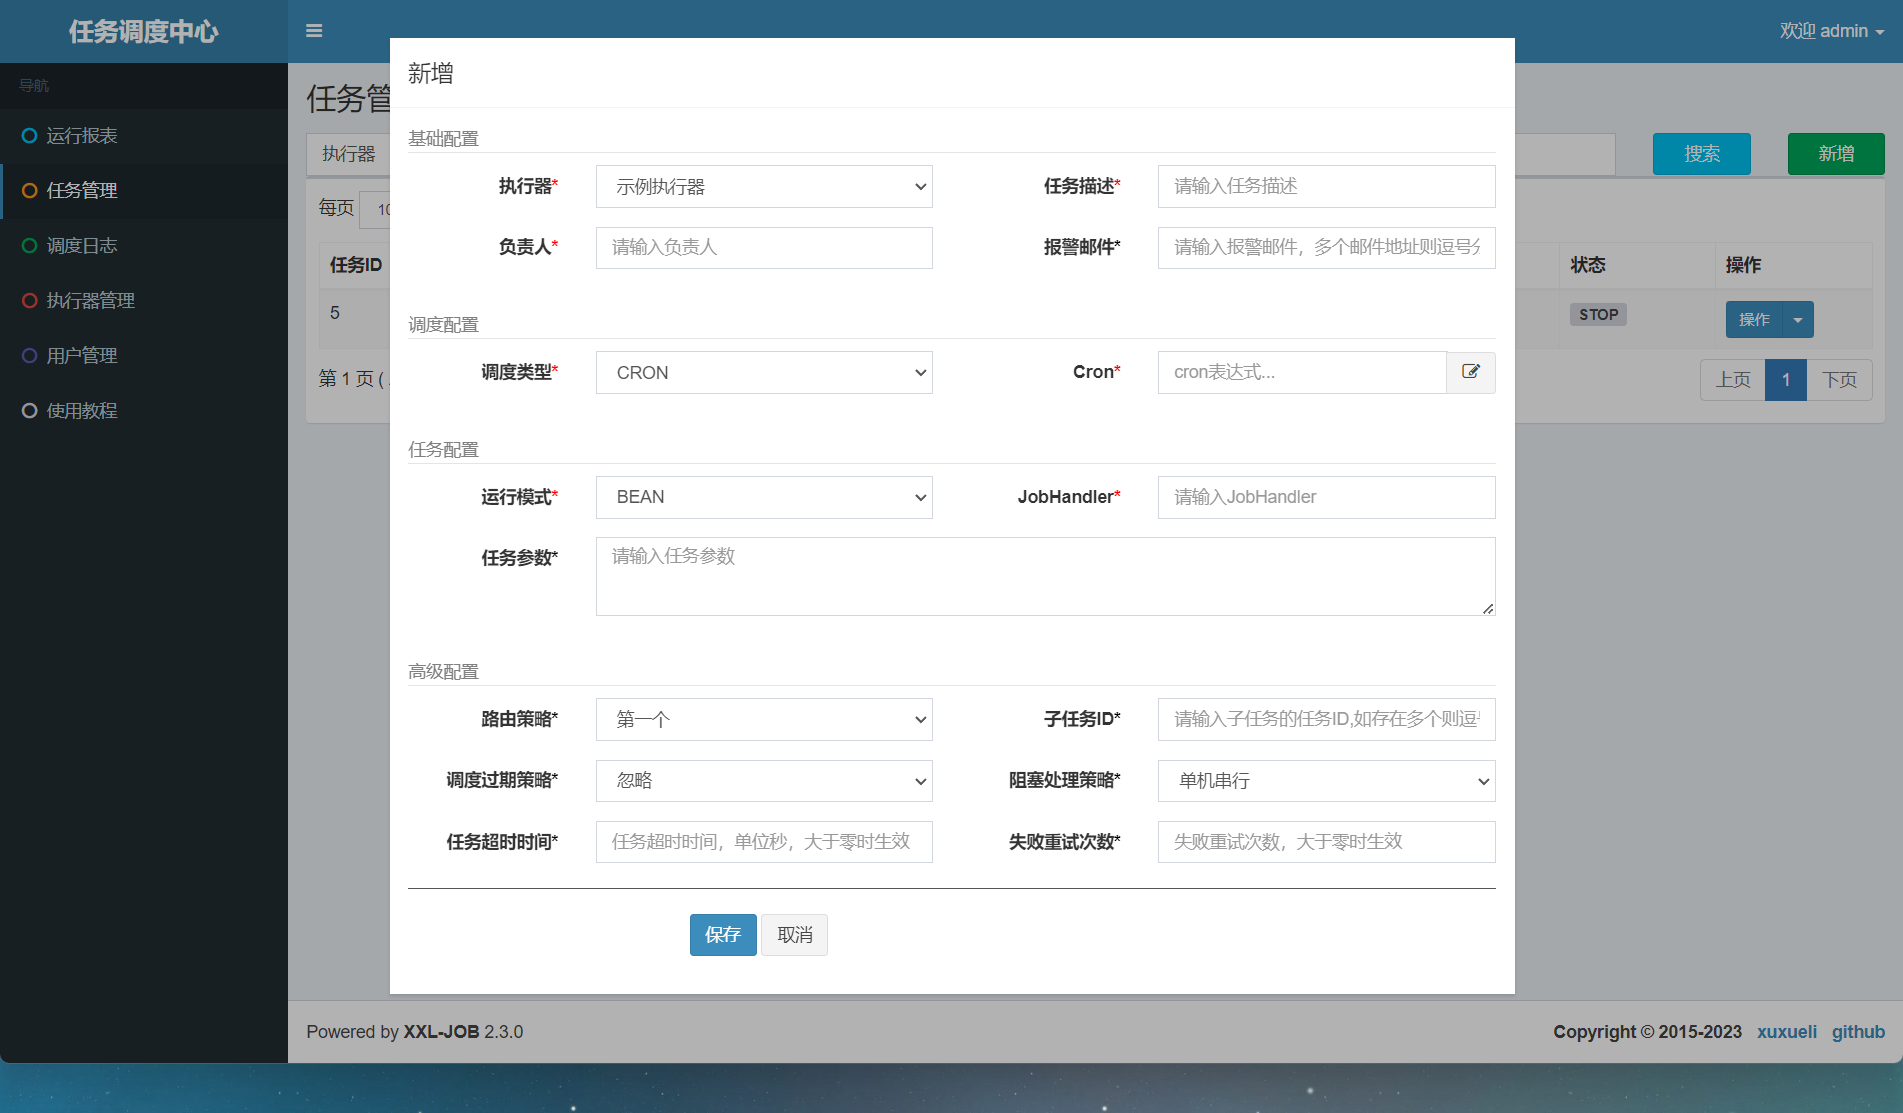 任务调度中心
欢迎 admin
导航
运行报表
任务管理
调度日志
执行器管理
用户管理
使用教程
任务管
执行器
搜索
新增
每页 10
任务ID
状态
操作
5
STOP
操作
第 1 页 (
上页
1
下页
新增
基础配置
执行器*
示例执行器
任务描述*
请输入任务描述
负责人*
请输入负责人
报警邮件*
请输入报警邮件，多个邮件地址则逗号分
调度配置
调度类型*
CRON
Cron*
cron表达式...
任务配置
运行模式*
BEAN
JobHandler*
请输入JobHandler
任务参数*
请输入任务参数
高级配置
路由策略*
第一个
子任务ID*
请输入子任务的任务ID,如存在多个则逗号
调度过期策略*
忽略
阻塞处理策略*
单机串行
任务超时时间*
任务超时时间，单位秒，大于零时生效
失败重试次数*
失败重试次数，大于零时生效
保存
取消
Powered by XXL-JOB 2.3.0
Copyright © 2015-2023 xuxueli github